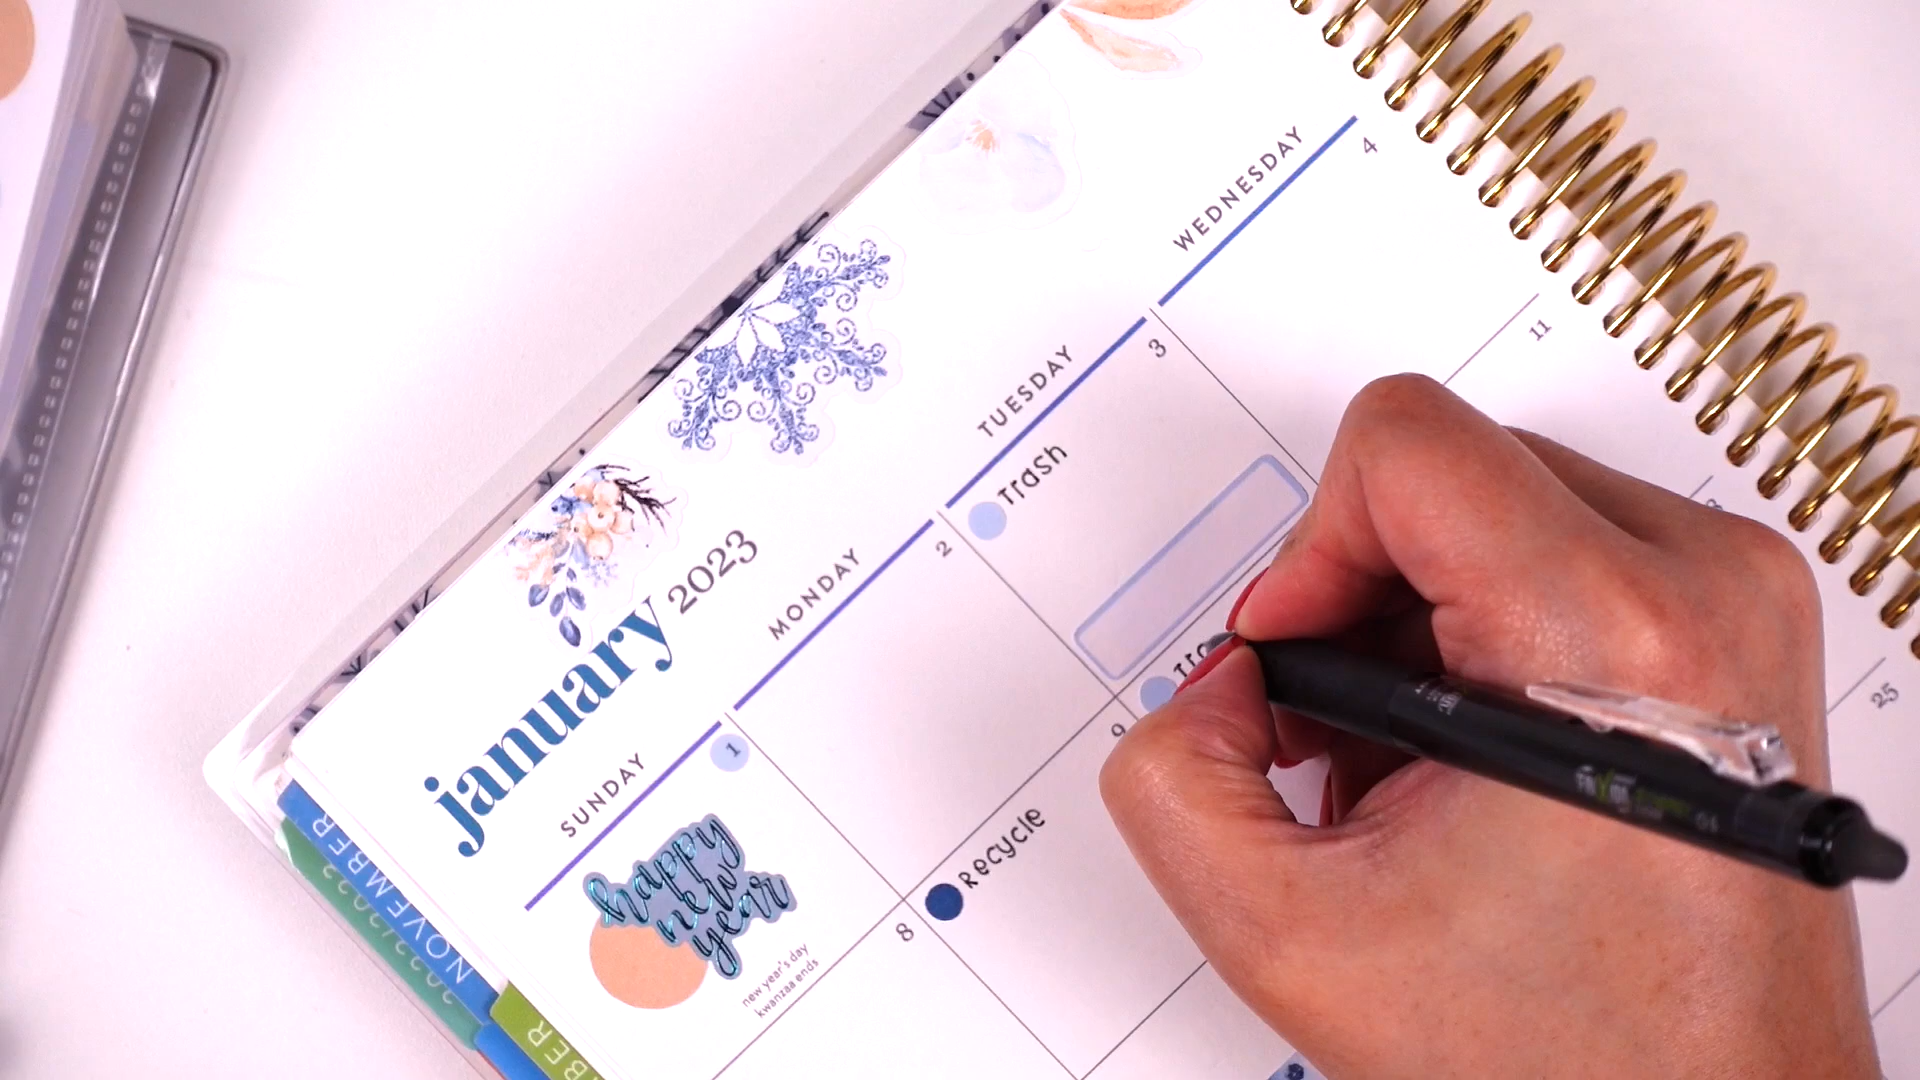 january 2023
SUNDAY
MONDAY
TUESDAY
WEDNESDAY
1
2
3
4
Trash
happy
new
year
new year's day
kwanzaa ends
8
9
11
Recycle
Tra
25
NOVEMBER